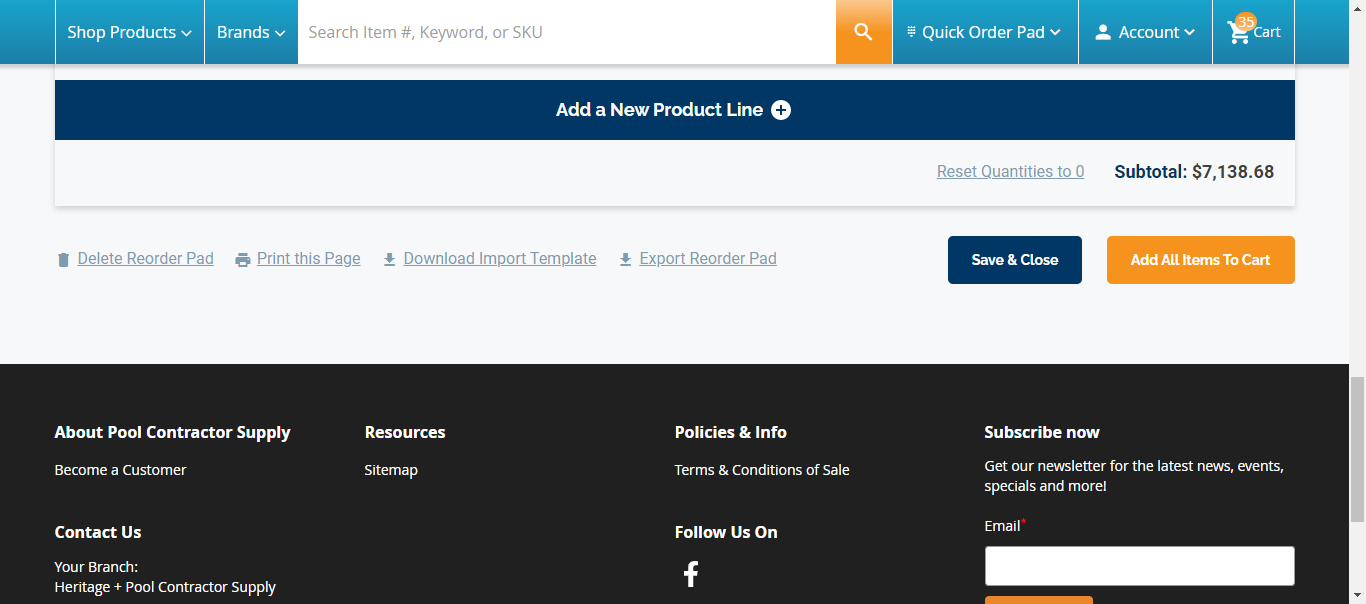 Shop Products
Brands
Search Item #, Keyword, or SKU
Quick Order Pad
Account
35
Cart
Add a New Product Line
Reset Quantities to 0
Subtotal: $7,138.68
Delete Reorder Pad
Print this Page
Download Import Template
Export Reorder Pad
Save & Close
Add All Items To Cart
About Pool Contractor Supply
Become a Customer
Resources
Sitemap
Policies & Info
Terms & Conditions of Sale
Subscribe now
Get our newsletter for the latest news, events,
specials and more!
Email*
Contact Us
Your Branch:
Heritage + Pool Contractor Supply
Follow Us On